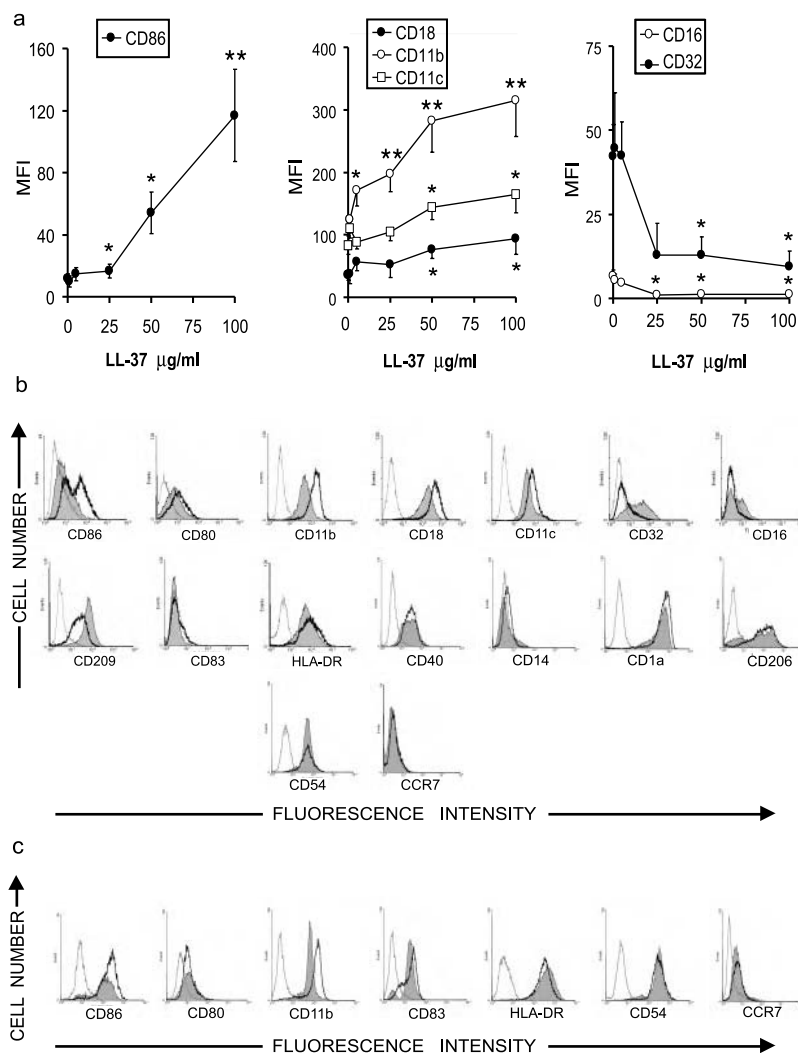 a
CD86
160
120
80
40
0
MFI
0 25 50 75 100
LL-37 µg/ml
**
*
*
CD18
CD11b
CD11c
400
300
200
100
0
MFI
0 25 50 75 100
LL-37 µg/ml
*
**
**
**
*
*
*
*
CD16
CD32
75
50
25
0
MFI
0 25 50 75 100
LL-37 µg/ml
*
*
*
*
*
b
CELL NUMBER
CD86 CD80 CD11b CD18 CD11c CD32 CD16
CD209 CD83 HLA-DR CD40 CD14 CD1a CD206
CD54 CCR7
FLUORESCENCE INTENSITY
c
CELL NUMBER
CD86 CD80 CD11b CD83 HLA-DR CD54 CCR7
FLUORESCENCE INTENSITY